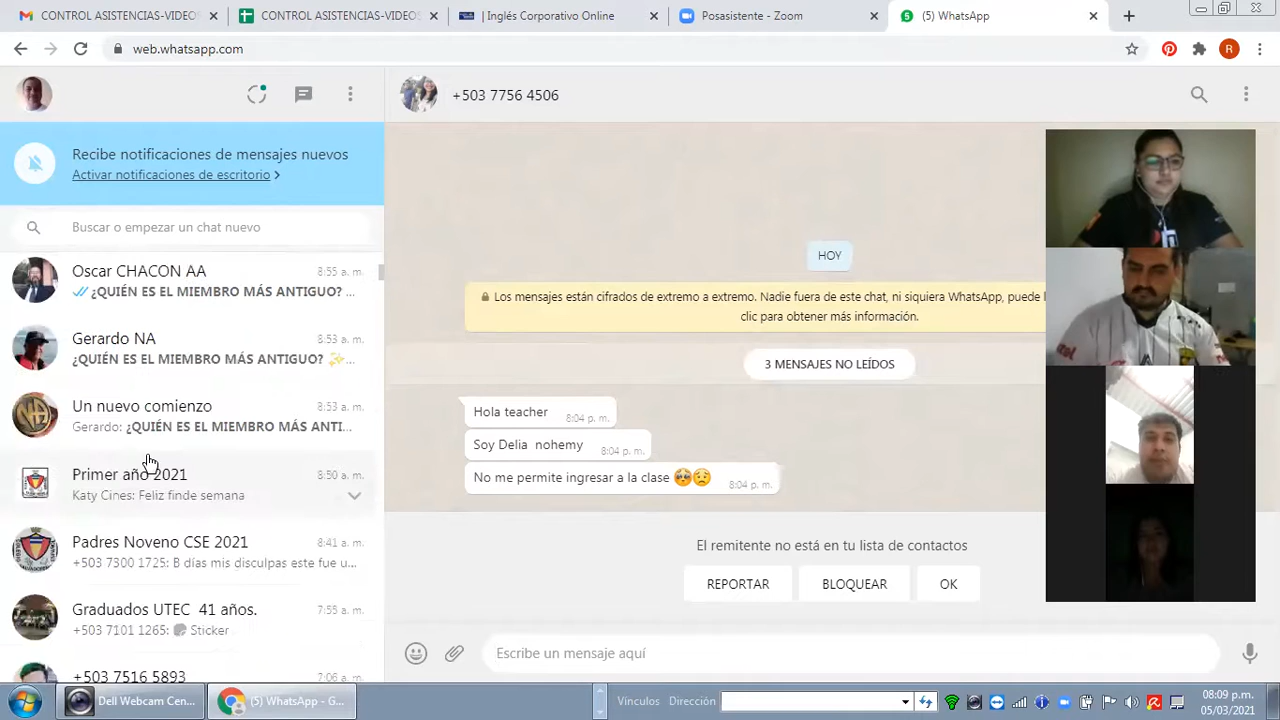 CONTROL ASISTENCIAS-VIDEOS
CONTROL ASISTENCIAS-VIDEOS
| Inglés Corporativo Online
Posasistente - Zoom
(5) WhatsApp
web.whatsapp.com
R
+503 7756 4506
Recibe notificaciones de mensajes nuevos
Activar notificaciones de escritorio >
Buscar o empezar un chat nuevo
Oscar CHACON AA 8:55 a. m.
¿QUIÉN ES EL MIEMBRO MÁS ANTIGUO? ...
Gerardo NA 8:53 a. m.
¿QUIÉN ES EL MIEMBRO MÁS ANTIGUO? ✨...
Un nuevo comienzo 8:53 a. m.
Gerardo: ¿QUIÉN ES EL MIEMBRO MÁS ANTI...
Primer año 2021 8:50 a. m.
Katy Cines: Feliz finde semana
Padres Noveno CSE 2021 8:41 a. m.
+503 7300 1725: B días mis disculpas este fue u...
Graduados UTEC 41 años. 7:55 a. m.
+503 7101 1265: Sticker
+503 7516 5893 7:06 a. m.
HOY
Los mensajes están cifrados de extremo a extremo. Nadie fuera de este chat, ni siquiera WhatsApp, puede
clic para obtener más información.
3 MENSAJES NO LEÍDOS
Hola teacher 8:04 p. m.
Soy Delia nohemy 8:04 p. m.
No me permite ingresar a la clase 🥺😟 8:04 p. m.
El remitente no está en tu lista de contactos
REPORTAR BLOQUEAR OK
Escribe un mensaje aquí
Dell Webcam Cen...
(5) WhatsApp - G...
Vínculos Dirección
08:09 p.m.
05/03/2021